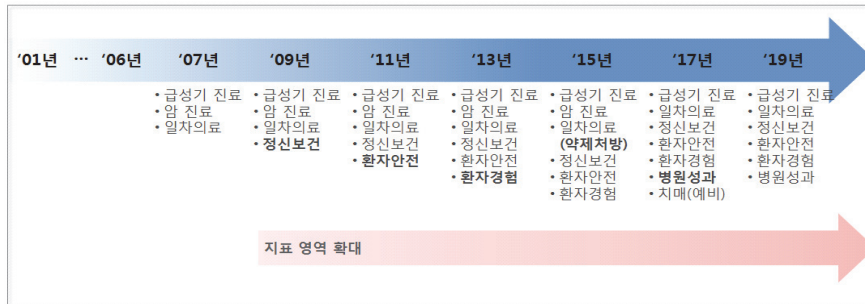 ‘01년 ··· ‘06년 ‘07년 ‘09년 ‘11년 ‘13년 ‘15년 ‘17년 ‘19년
• 급성기 진료
• 암 진료
• 일차의료
• 급성기 진료
• 암 진료
• 일차의료
• 정신보건
• 급성기 진료
• 암 진료
• 일차의료
• 정신보건
• 환자안전
• 급성기 진료
• 암 진료
• 일차의료
• 정신보건
• 환자안전
• 환자경험
• 급성기 진료
• 암 진료
• 일차의료
(약제처방)
• 정신보건
• 환자안전
• 환자경험
• 급성기 진료
• 일차의료
• 정신보건
• 환자안전
• 환자경험
• 병원성과
• 치매(예비)
• 급성기 진료
• 일차의료
• 정신보건
• 환자안전
• 환자경험
• 병원성과
지표 영역 확대